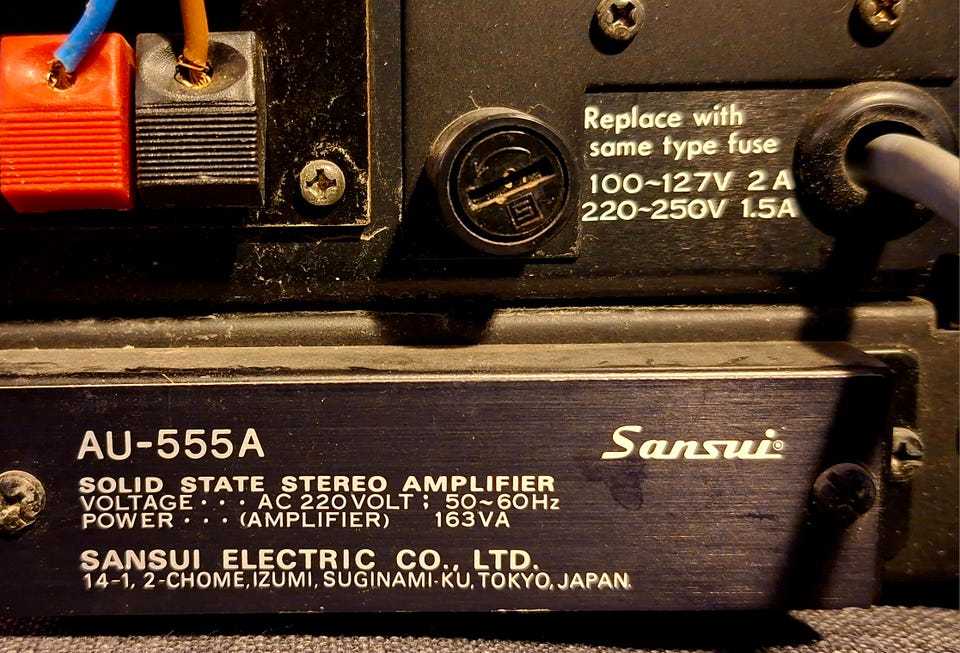 Replace with
same type fuse
100~127V 2A
220~250V 1.5A
AU-555A
Sansui®
SOLID STATE STEREO AMPLIFIER
VOLTAGE · · · AC 220VOLT ; 50~60Hz
POWER · · · (AMPLIFIER) 163VA
SANSUI ELECTRIC CO., LTD.
14-1, 2-CHOME, IZUMI, SUGINAMI-KU, TOKYO, JAPAN.